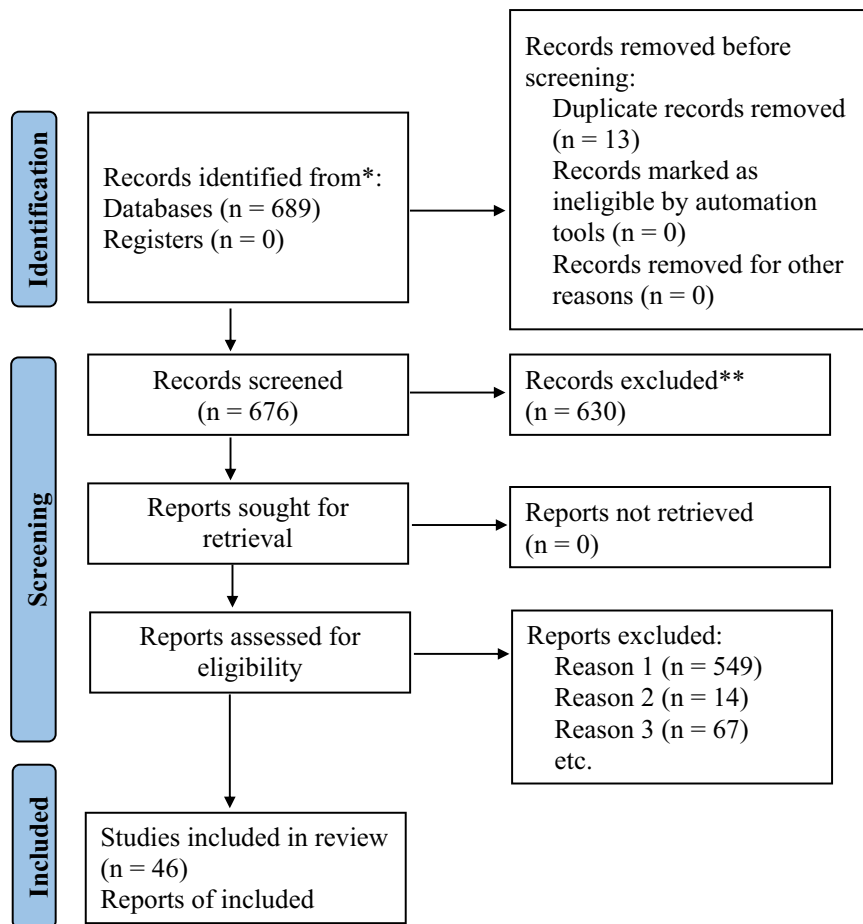 Identification
Records identified from*:
Databases (n = 689)
Registers (n = 0)
Records removed before
screening:
Duplicate records removed
(n = 13)
Records marked as
ineligible by automation
tools (n = 0)
Records removed for other
reasons (n = 0)
Screening
Records screened
(n = 676)
Records excluded**
(n = 630)
Reports sought for
retrieval
Reports not retrieved
(n = 0)
Reports assessed for
eligibility
Reports excluded:
Reason 1 (n = 549)
Reason 2 (n = 14)
Reason 3 (n = 67)
etc.
Included
Studies included in review
(n = 46)
Reports of included